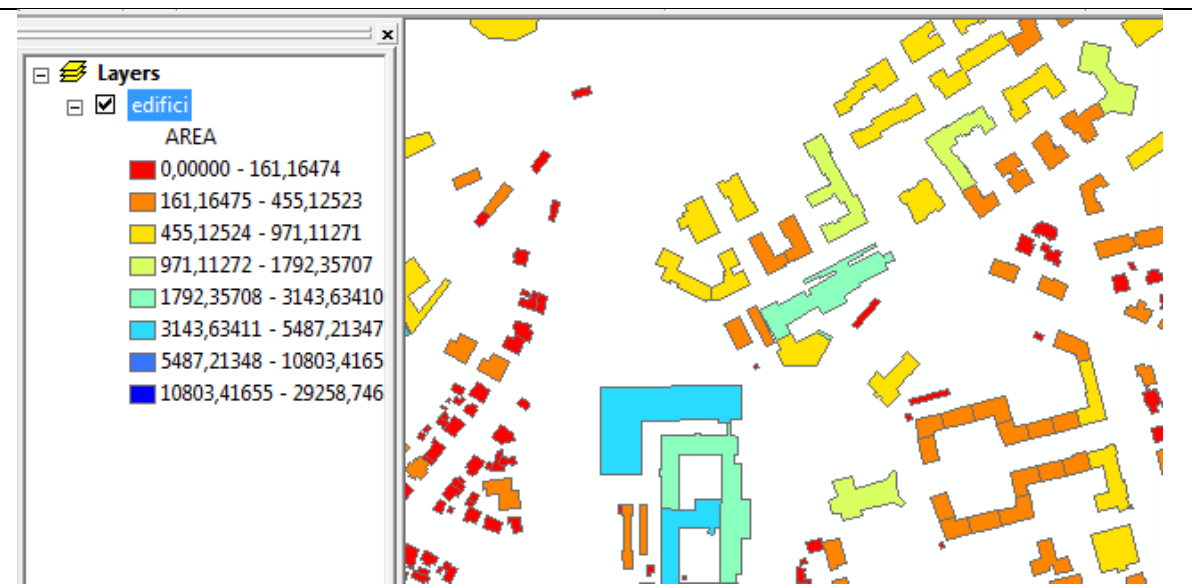 Layers
edifici
AREA
0,00000 - 161,16474
161,16475 - 455,12523
455,12524 - 971,11271
971,11272 - 1792,35707
1792,35708 - 3143,63410
3143,63411 - 5487,21347
5487,21348 - 10803,4165
10803,41655 - 29258,746